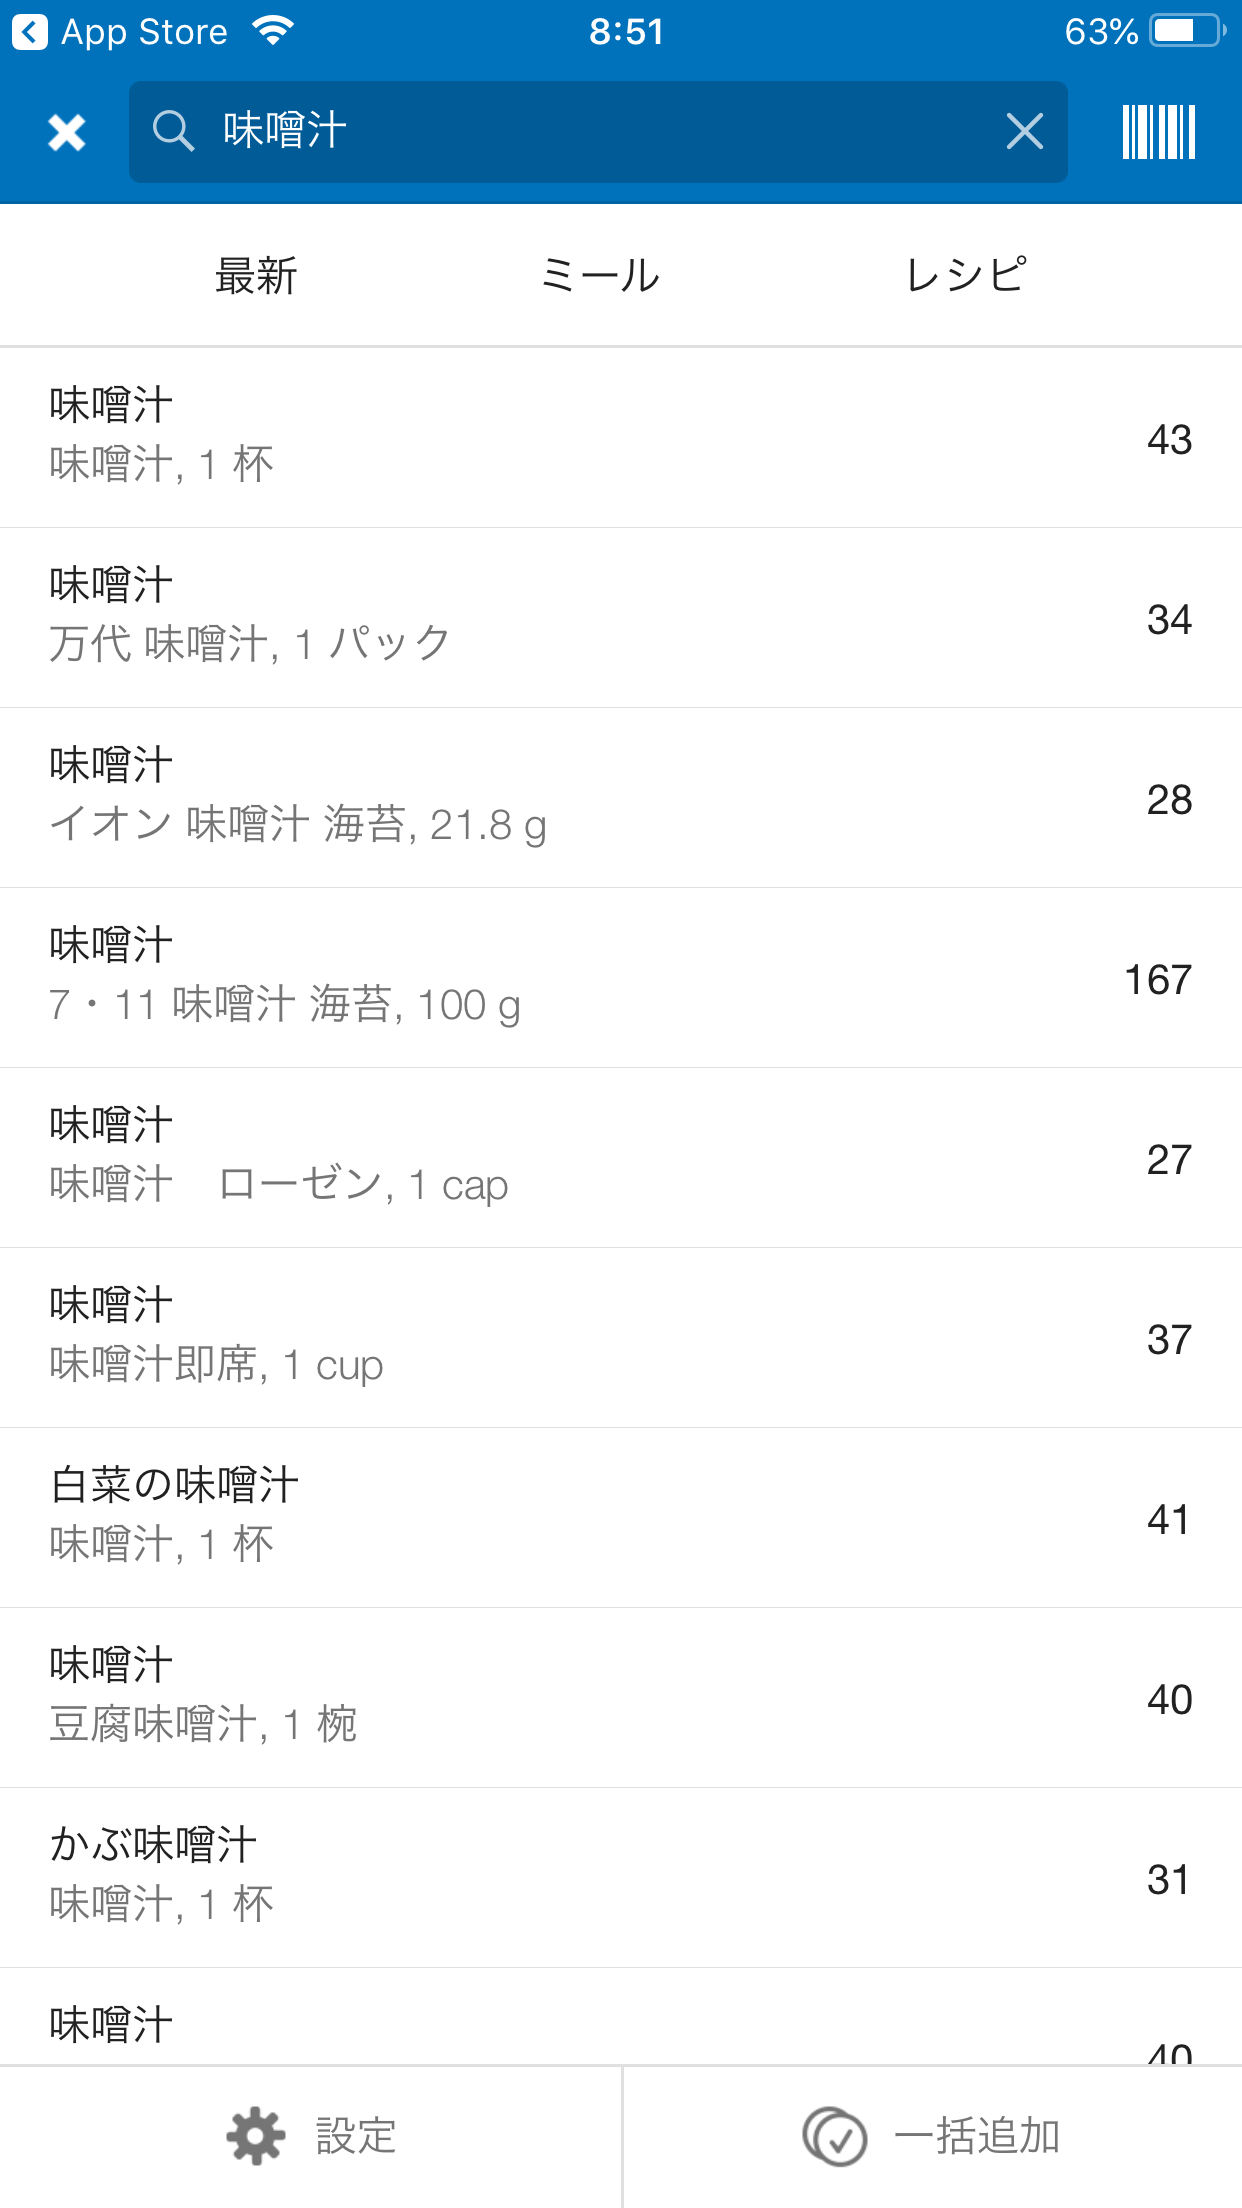 App Store 8:51 63%
味噌汁
最新 ミール レシピ
味噌汁
味噌汁, 1 杯
43
味噌汁
万代 味噌汁, 1 パック
34
味噌汁
イオン 味噌汁 海苔, 21.8 g
28
味噌汁
7・11 味噌汁 海苔, 100 g
167
味噌汁
味噌汁　ローゼン, 1 cap
27
味噌汁
味噌汁即席, 1 cup
37
白菜の味噌汁
味噌汁, 1 杯
41
味噌汁
豆腐味噌汁, 1 椀
40
かぶ味噌汁
味噌汁, 1 杯
31
味噌汁
40
設定 一括追加